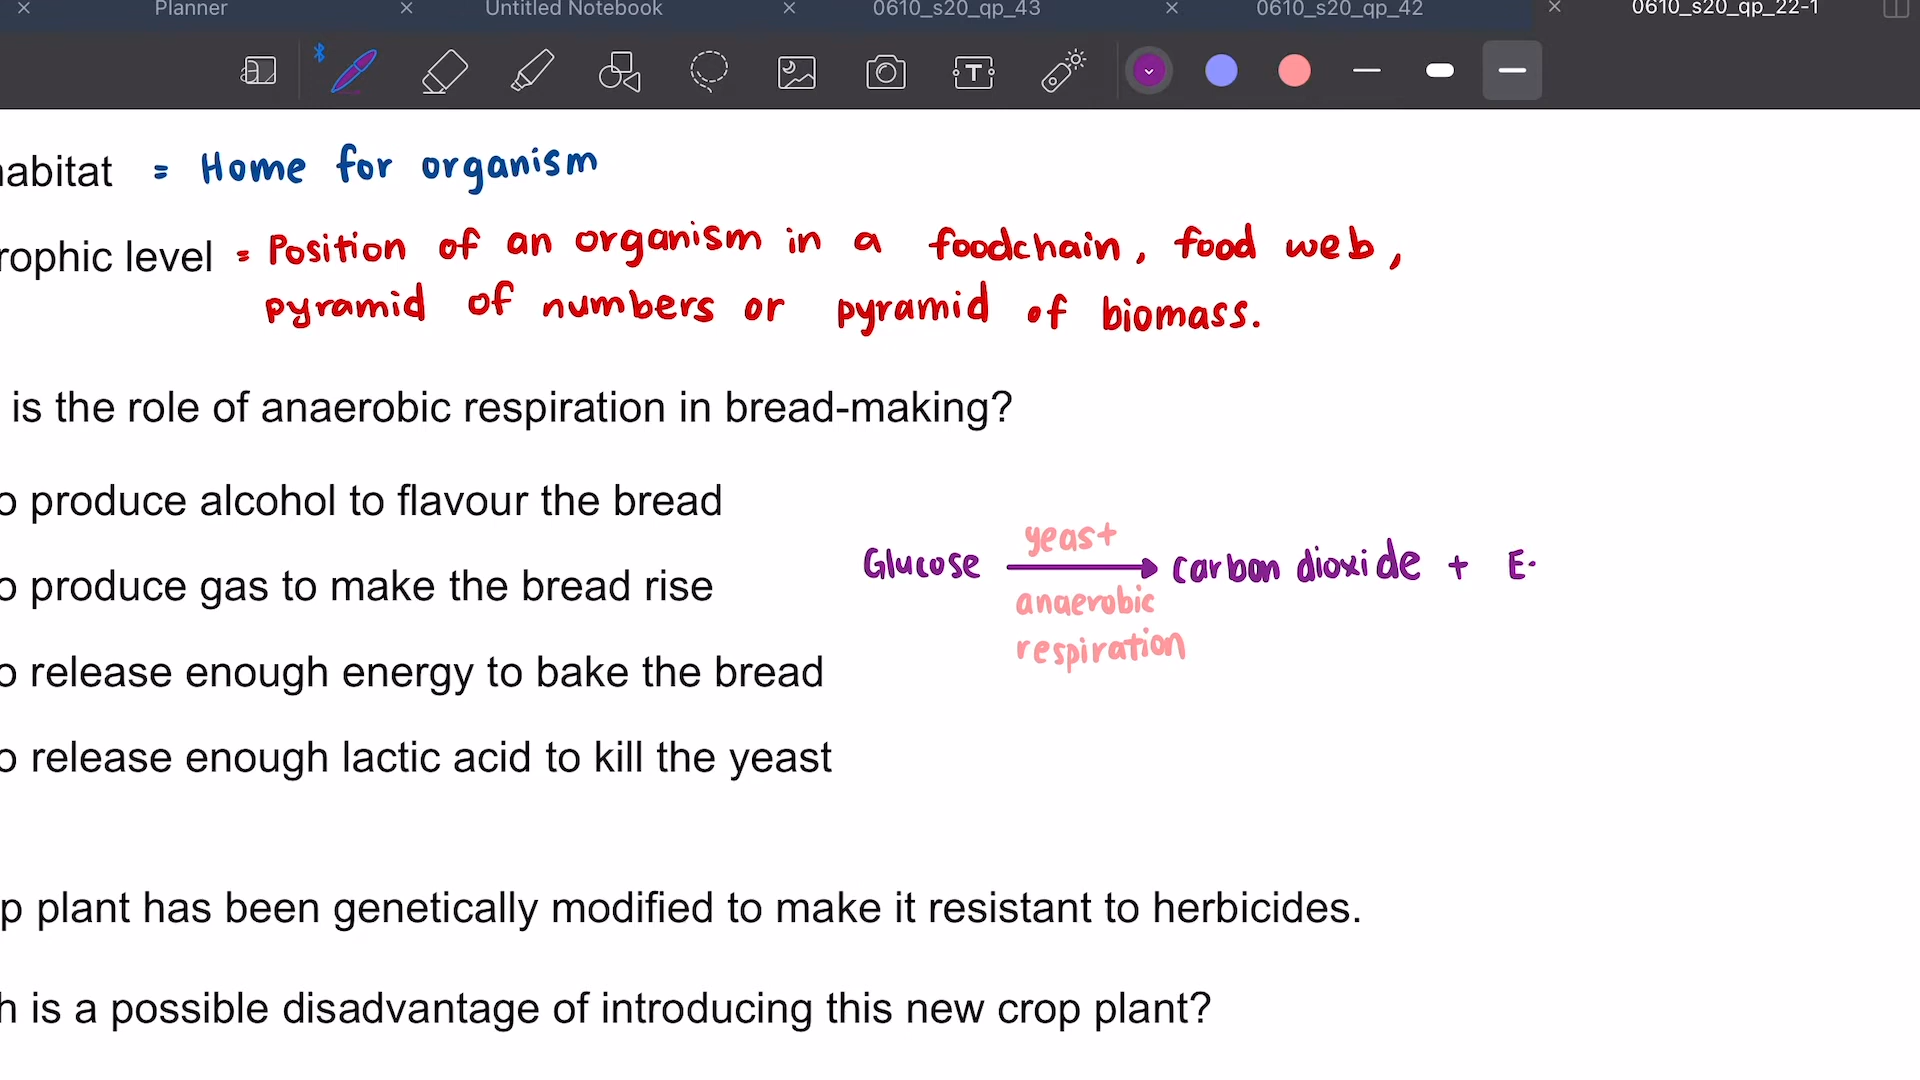 Planner
Untitled Notebook
0610_s20_qp_43
0610_s20_qp_42
0610_s20_qp_22-1
T
habitat = Home for organism
rophic level = Position of an organism in a foodchain, food web,
pyramid of numbers or pyramid of biomass.
is the role of anaerobic respiration in bread-making?
o produce alcohol to flavour the bread
o produce gas to make the bread rise
yeast
Glucose carbon dioxide + E
anaerobic
respiration
o release enough energy to bake the bread
o release enough lactic acid to kill the yeast
p plant has been genetically modified to make it resistant to herbicides.
h is a possible disadvantage of introducing this new crop plant?